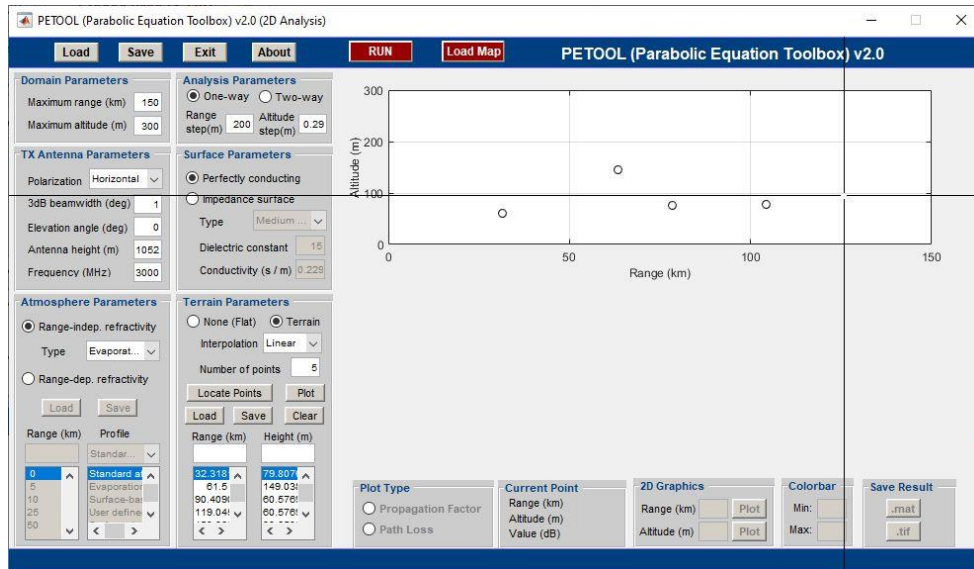 PETOOL (Parabolic Equation Toolbox) v2.0 (2D Analysis)
Load Save Exit About RUN Load Map PETOOL (Parabolic Equation Toolbox) v2.0
Domain Parameters
Maximum range (km) 150
Maximum altitude (m) 300
Analysis Parameters
One-way Two-way
Range step(m) 200 Altitude step(m) 0.29
TX Antenna Parameters
Polarization Horizontal
3dB beamwidth (deg) 1
Elevation angle (deg) 0
Antenna height (m) 1052
Frequency (MHz) 3000
Surface Parameters
Perfectly conducting
Impedance surface
Type Medium ...
Dielectric constant 15
Conductivity (s / m) 0.229
Atmosphere Parameters
Range-indep. refractivity
Type Evaporat...
Range-dep. refractivity
Load Save
Range (km) Profile
Standar...
0 Standard a
5 Evaporation
10 Surface-ba
25 User define
50
Terrain Parameters
None (Flat) Terrain
Interpolation Linear
Number of points 5
Locate Points Plot
Load Save Clear
Range (km) Height (m)
32.318 79.807
61.5 149.03
90.409 60.576
119.04 60.576
300
200
100
0
Altitude (m)
0 50 100 150
Range (km)
Plot Type
Propagation Factor
Path Loss
Current Point
Range (km)
Altitude (m)
Value (dB)
2D Graphics
Range (km) Plot
Altitude (m) Plot
Colorbar
Min:
Max:
Save Result
.mat
.tif